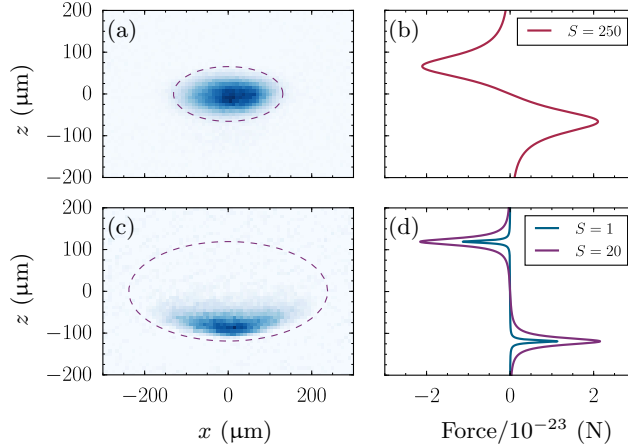 200
100
0
−100
−200
z (µm)
(a)
(b)
S = 250
200
100
0
−100
−200
z (µm)
(c)
(d)
S = 1
S = 20
−200
0
200
−2
0
2
x (µm)
Force/10⁻²³ (N)